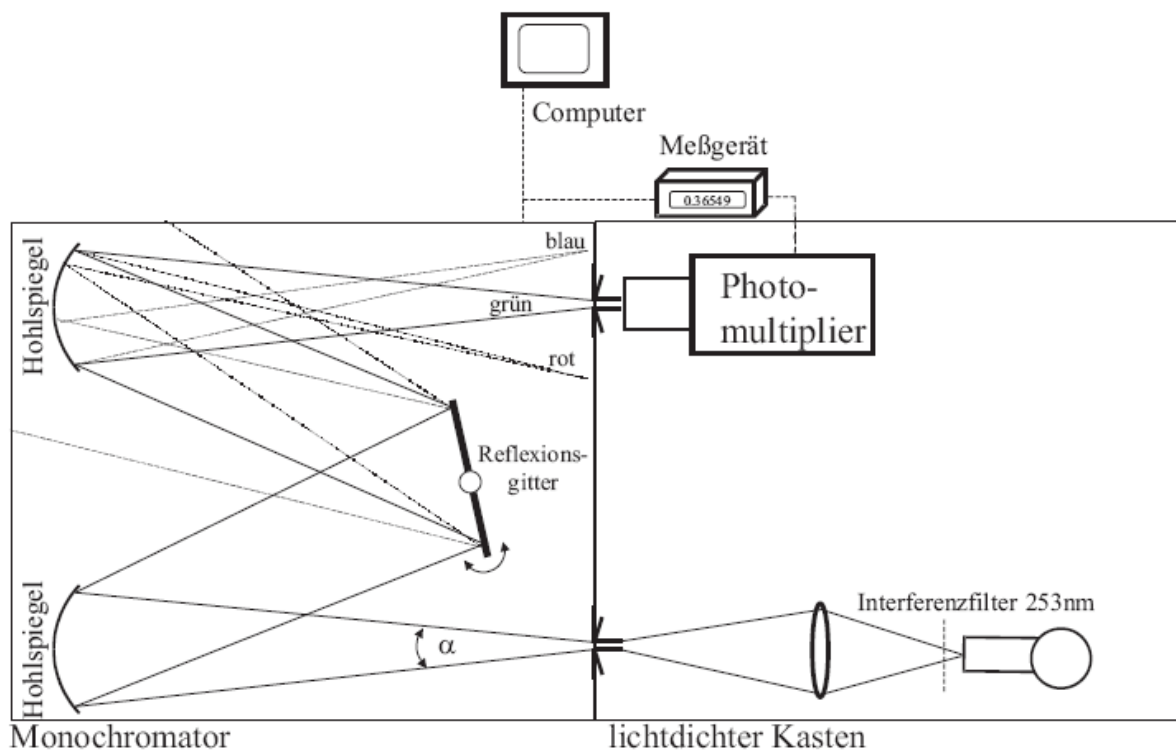 Computer
Meßgerät
0.36549
Hohlspiegel
blau
grün
rot
Photo-
multiplier
Reflexions-
gitter
Hohlspiegel
α
Interferenzfilter 253nm
Monochromator
lichtdichter Kasten